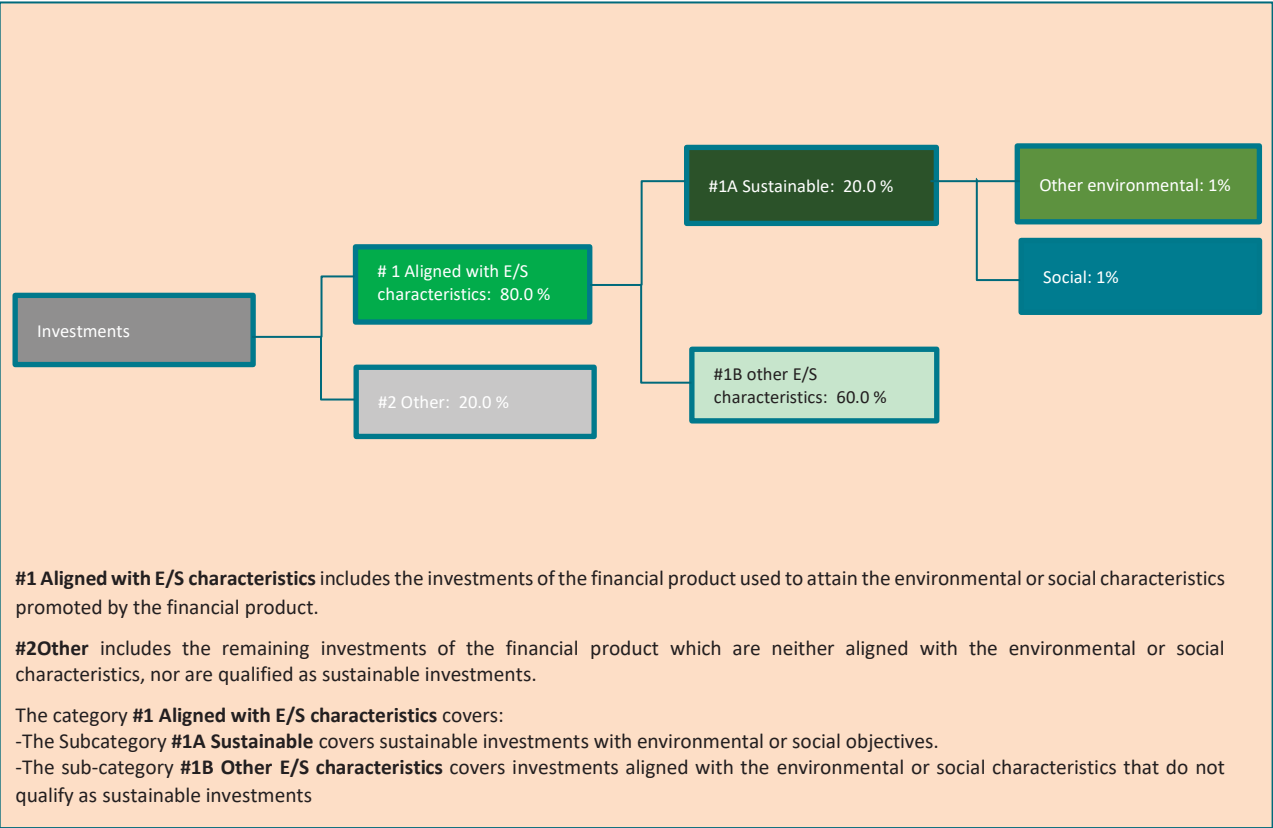 #1A Sustainable: 20.0 %
Other environmental: 1%
# 1 Aligned with E/S
characteristics: 80.0 %
Social: 1%
Investments
#2 Other: 20.0 %
#1B other E/S
characteristics: 60.0 %
#1 Aligned with E/S characteristics includes the investments of the financial product used to attain the environmental or social characteristics
promoted by the financial product.
#2Other includes the remaining investments of the financial product which are neither aligned with the environmental or social
characteristics, nor are qualified as sustainable investments.
The category #1 Aligned with E/S characteristics covers:
-The Subcategory #1A Sustainable covers sustainable investments with environmental or social objectives.
-The sub-category #1B Other E/S characteristics covers investments aligned with the environmental or social characteristics that do not
qualify as sustainable investments